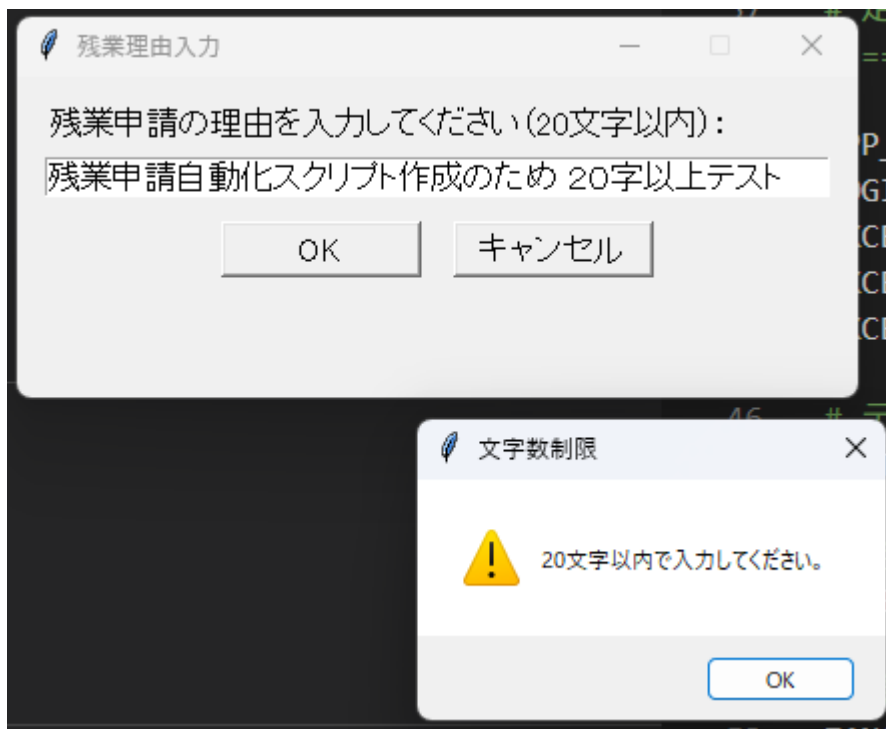 残業理由入力
残業申請の理由を入力してください(20文字以内):
残業申請自動化スクリプト作成のため 20字以上テスト
OK
キャンセル
46 #
文字数制限
20文字以内で入力してください。
OK